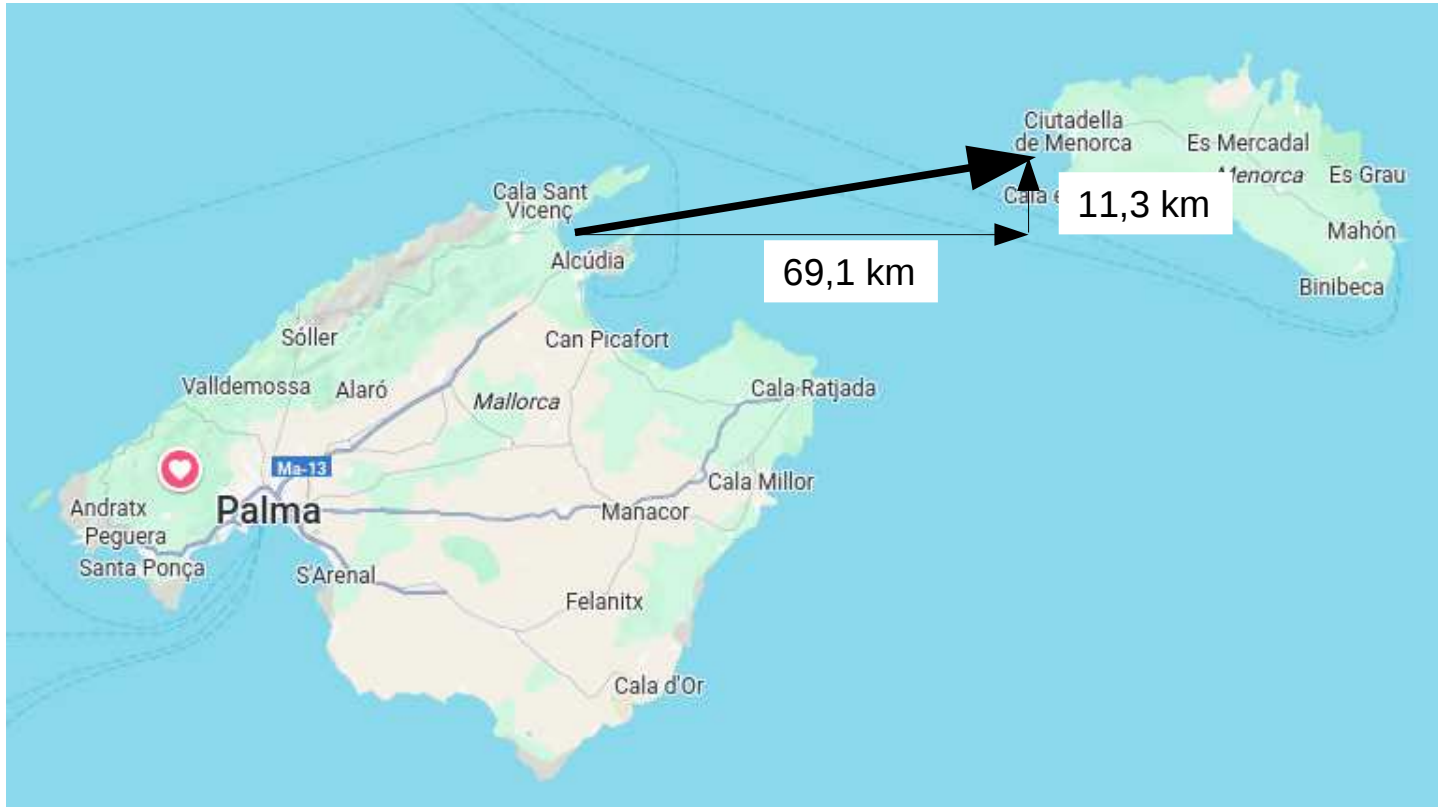 Ciutadella
de Menorca
Es Mercadal
Menorca
Es Grau
Cala Sant
Vicenç
Cala
11,3 km
Mahón
Alcúdia
69,1 km
Binibeca
Sóller
Can Picafort
Valldemossa
Alaró
Mallorca
Cala Ratjada
Ma-13
Cala Millor
Andratx
Palma
Manacor
Peguera
Santa Ponça
S'Arenal
Felanitx
Cala d'Or